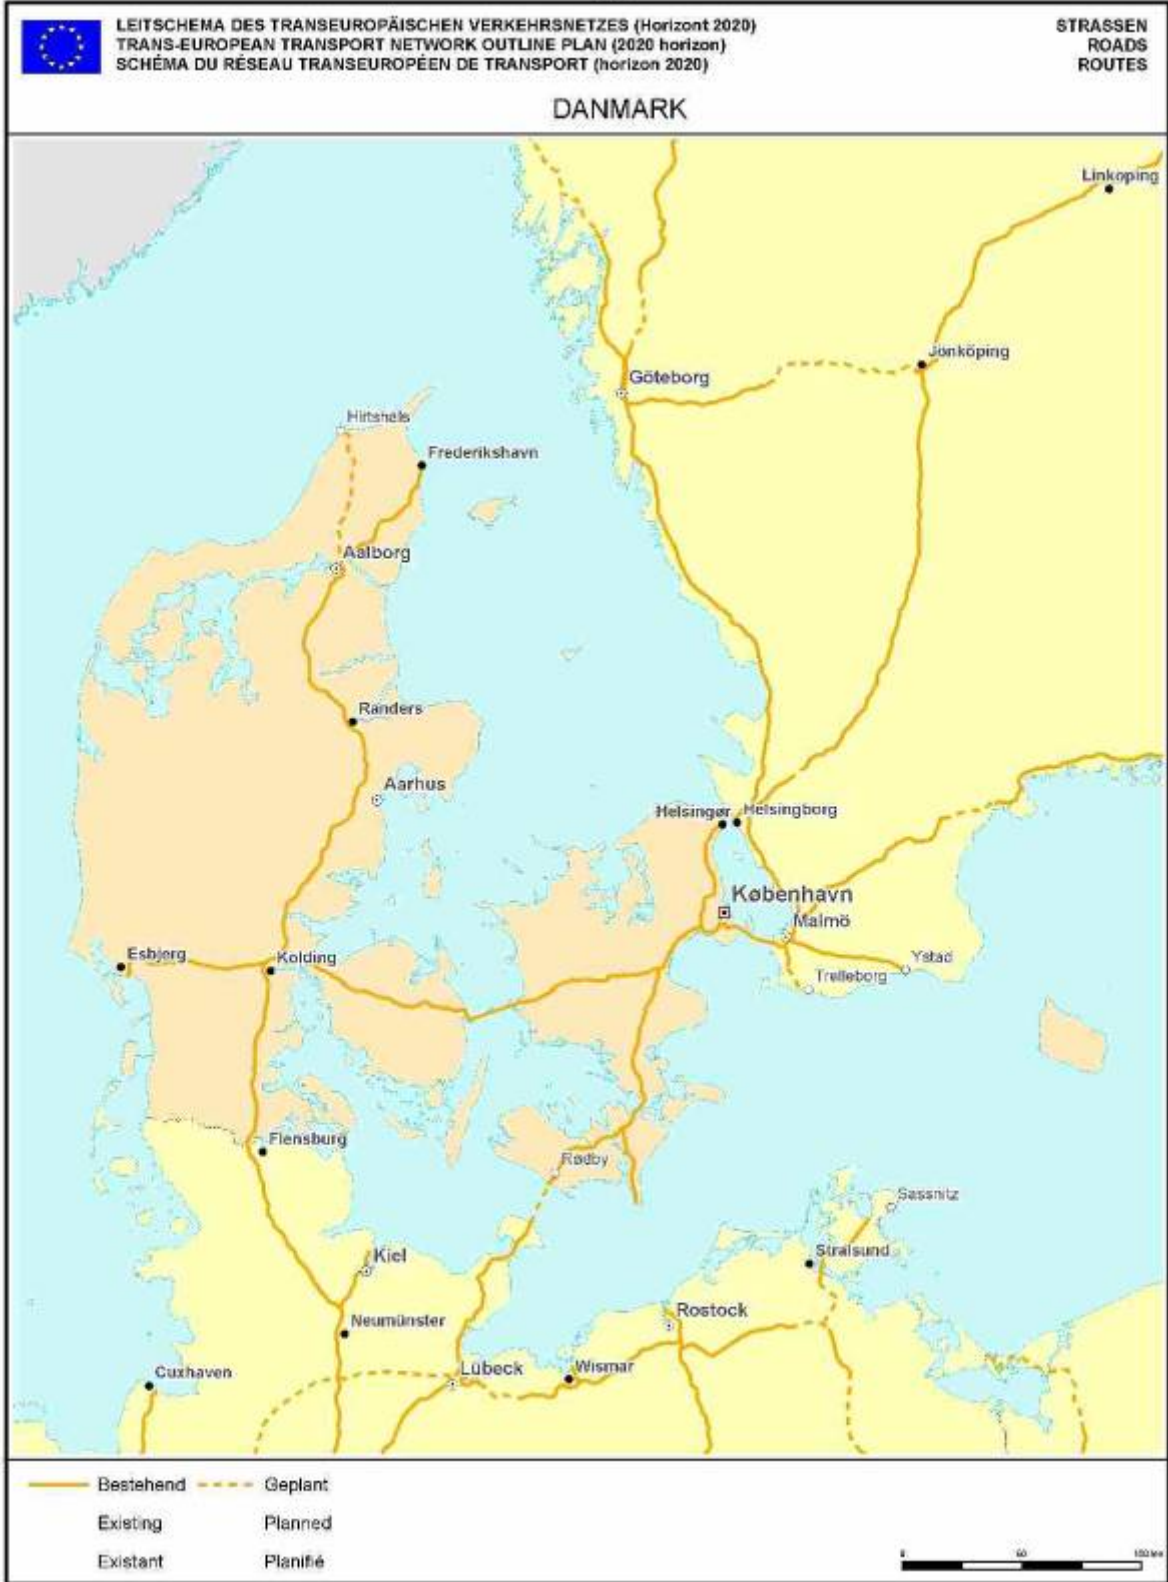 LEITSCHEMA DES TRANSEUROPÄISCHEN VERKEHRSNETZES (Horizont 2020)
TRANS-EUROPEAN TRANSPORT NETWORK OUTLINE PLAN (2020 horizon)
SCHÉMA DU RÉSEAU TRANSEUROPÉEN DE TRANSPORT (horizon 2020)
STRASSEN
ROADS
ROUTES
DANMARK
Linkoping
Jönköping
Göteborg
Hirtshals
Frederikshavn
Aalborg
Randers
Aarhus
Helsingør
Helsingborg
København
Malmö
Esbjerg
Kolding
Ystad
Trelleborg
Flensburg
Rødby
Sassnitz
Kiel
Stralsund
Rostock
Neumünster
Lübeck
Wismar
Cuxhaven
Bestehend
Geplant
Existing
Planned
Existant
Planifié
0 50 100 km